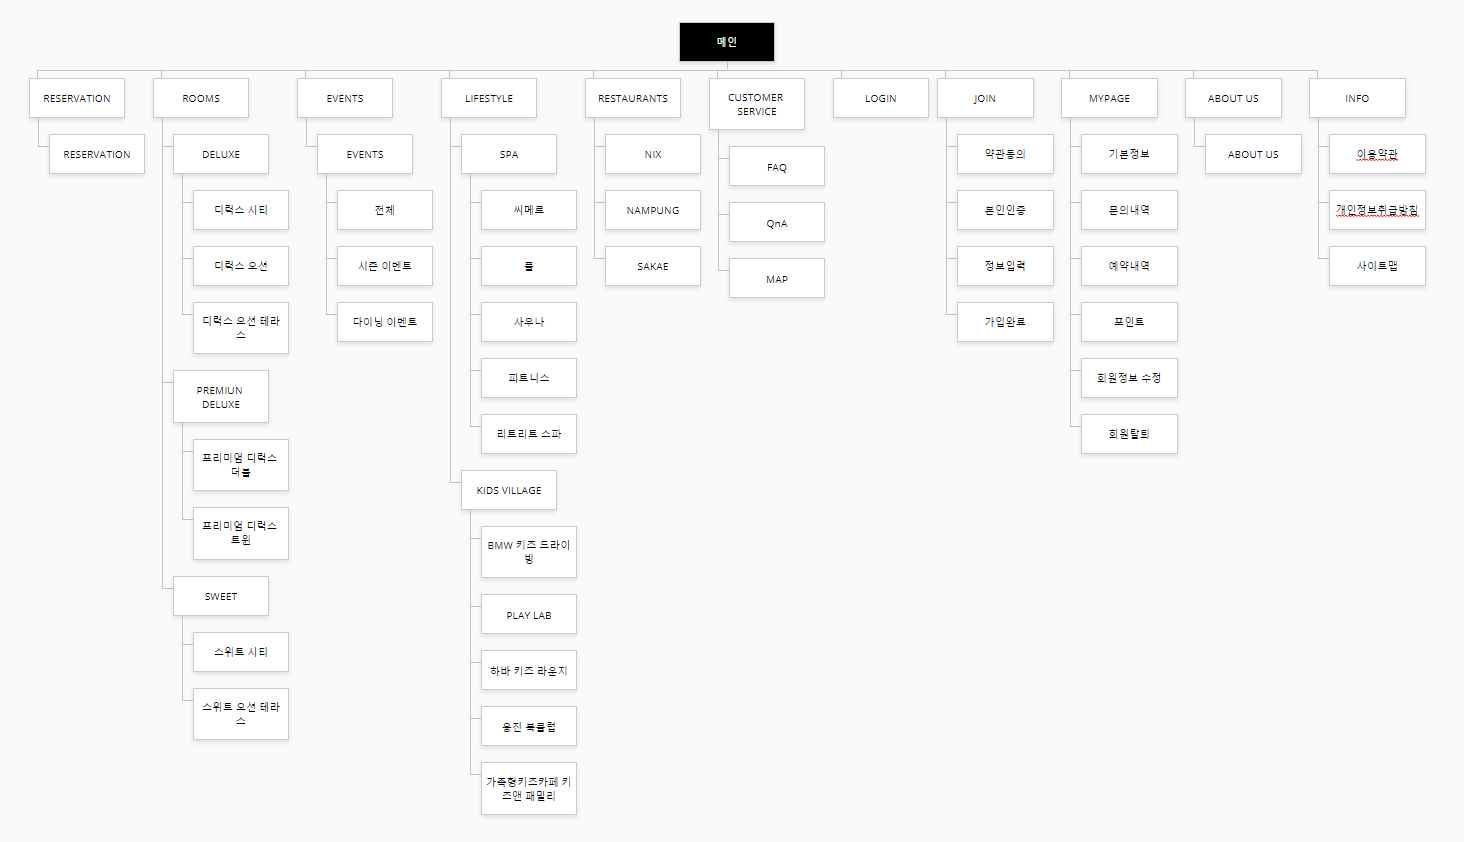 메인
RESERVATION
RESERVATION
ROOMS
DELUXE
디럭스 시티
디럭스 오션
디럭스 오션 테라
스
PREMIUN
DELUXE
프리미엄 디럭스
더블
프리미엄 디럭스
트윈
SWEET
스위트 시티
스위트 오션 테라
스
EVENTS
EVENTS
전체
시즌 이벤트
다이닝 이벤트
LIFESTYLE
SPA
씨메르
풀
사우나
피트니스
리트리트 스파
KIDS VILLAGE
BMW 키즈 드라이
빙
PLAY LAB
하바 키즈 라운지
웅진 북클럽
가족형키즈카페 키
즈앤 패밀리
RESTAURANTS
NIX
NAMPUNG
SAKAE
CUSTOMER
SERVICE
FAQ
QnA
MAP
LOGIN
JOIN
약관동의
본인인증
정보입력
가입완료
MYPAGE
기본정보
문의내역
예약내역
포인트
회원정보 수정
회원탈퇴
ABOUT US
ABOUT US
INFO
이용약관
개인정보취급방침
사이트맵